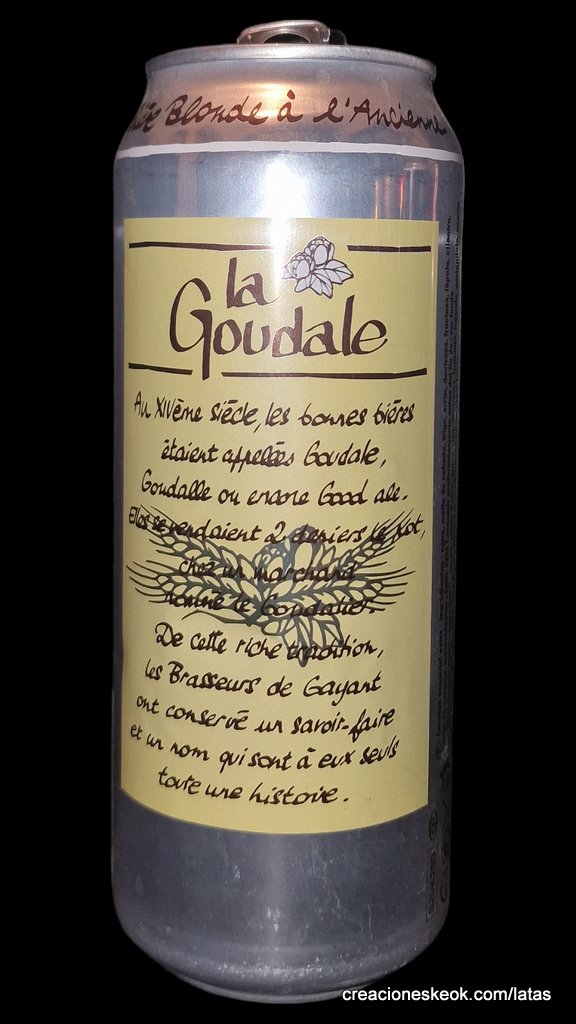 Blonde à l'Ancienne
la
Goudale
Au XIVème siècle, les bonnes bières
étaient appelées Goudale,
Goudalle ou encore Good ale.
Elles se vendaient 2 deniers le lot,
chez un marchand
nommé le Goudalier.
De cette riche tradition,
les Brasseurs de Gayant
ont conservé un savoir-faire
et un nom qui sont à eux seuls
toute une histoire.
creacioneskeok.com/latas